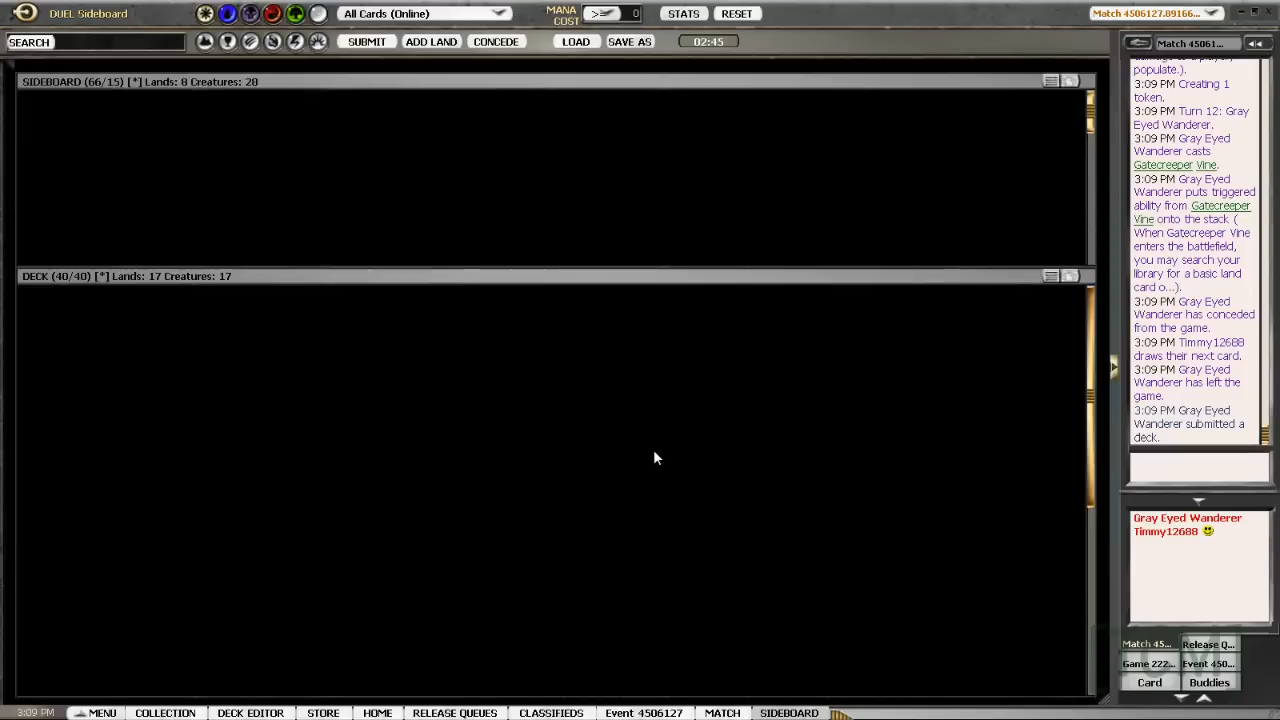 DUEL Sideboard
All Cards (Online)
MANA COST
>=
0
STATS
RESET
Match 4506127.89166...
SEARCH
SUBMIT
ADD LAND
CONCEDE
LOAD
SAVE AS
02:45
Match 45061...
SIDEBOARD (66/15) [*] Lands: 8 Creatures: 28
DECK (40/40) [*] Lands: 17 Creatures: 17
populate.).
3:09 PM Creating 1
token.
3:09 PM Turn 12: Gray
Eyed Wanderer.
3:09 PM Gray Eyed
Wanderer casts
Gatecreeper Vine.
3:09 PM Gray Eyed
Wanderer puts triggered
ability from Gatecreeper
Vine onto the stack (
When Gatecreeper Vine
enters the battlefield,
you may search your
library for a basic land
card o...).
3:09 PM Gray Eyed
Wanderer has conceded
from the game.
3:09 PM Timmy12688
draws their next card.
3:09 PM Gray Eyed
Wanderer has left the
game.
3:09 PM Gray Eyed
Wanderer submitted a
deck.
Gray Eyed Wanderer
Timmy12688
Match 45...
Release Q...
Game 222...
Event 450...
Card
Buddies
3:09 PM
MENU
COLLECTION
DECK EDITOR
STORE
HOME
RELEASE QUEUES
CLASSIFIEDS
Event 4506127
MATCH
SIDEBOARD